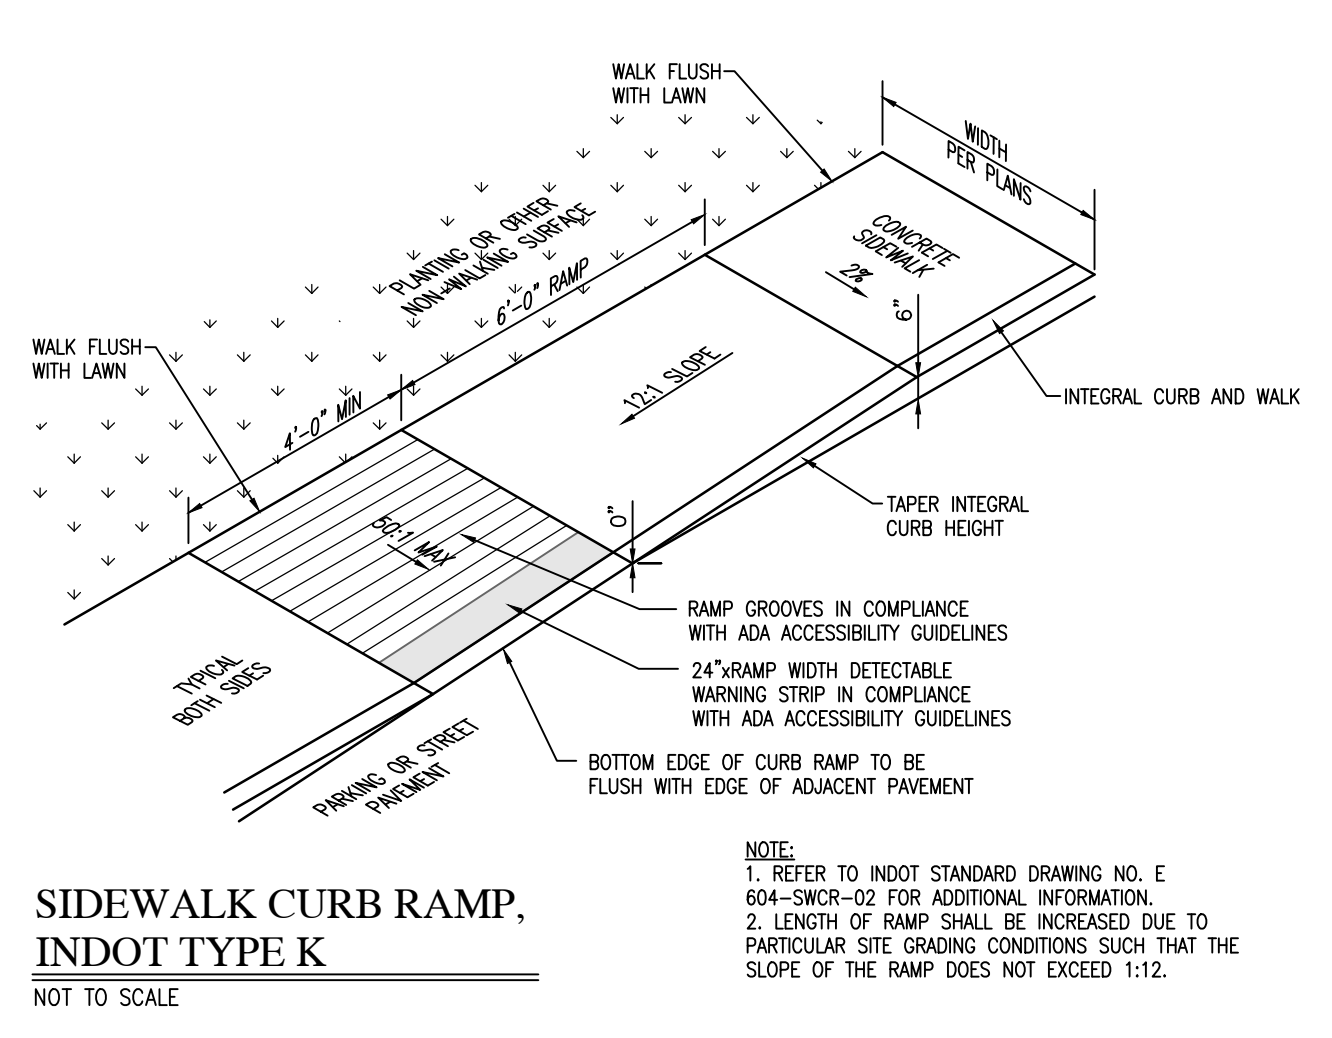 WALK FLUSH
WITH LAWN
WIDTH
PER PLANS
PLANTING OR OTHER
NON-WALKING SURFACE
CONCRETE
SIDEWALK
2%
6"
6'-0" RAMP
WALK FLUSH
WITH LAWN
12:1 SLOPE
INTEGRAL CURB AND WALK
4'-0" MIN
TAPER INTEGRAL
CURB HEIGHT
0"
50:1 MAX
RAMP GROOVES IN COMPLIANCE
WITH ADA ACCESSIBILITY GUIDELINES
24"xRAMP WIDTH DETECTABLE
WARNING STRIP IN COMPLIANCE
WITH ADA ACCESSIBILITY GUIDELINES
TYPICAL
BOTH SIDES
PARKING OR STREET
PAVEMENT
BOTTOM EDGE OF CURB RAMP TO BE
FLUSH WITH EDGE OF ADJACENT PAVEMENT
NOTE:
1. REFER TO INDOT STANDARD DRAWING NO. E
604-SWCR-02 FOR ADDITIONAL INFORMATION.
2. LENGTH OF RAMP SHALL BE INCREASED DUE TO
PARTICULAR SITE GRADING CONDITIONS SUCH THAT THE
SLOPE OF THE RAMP DOES NOT EXCEED 1:12.
SIDEWALK CURB RAMP,
INDOT TYPE K
NOT TO SCALE